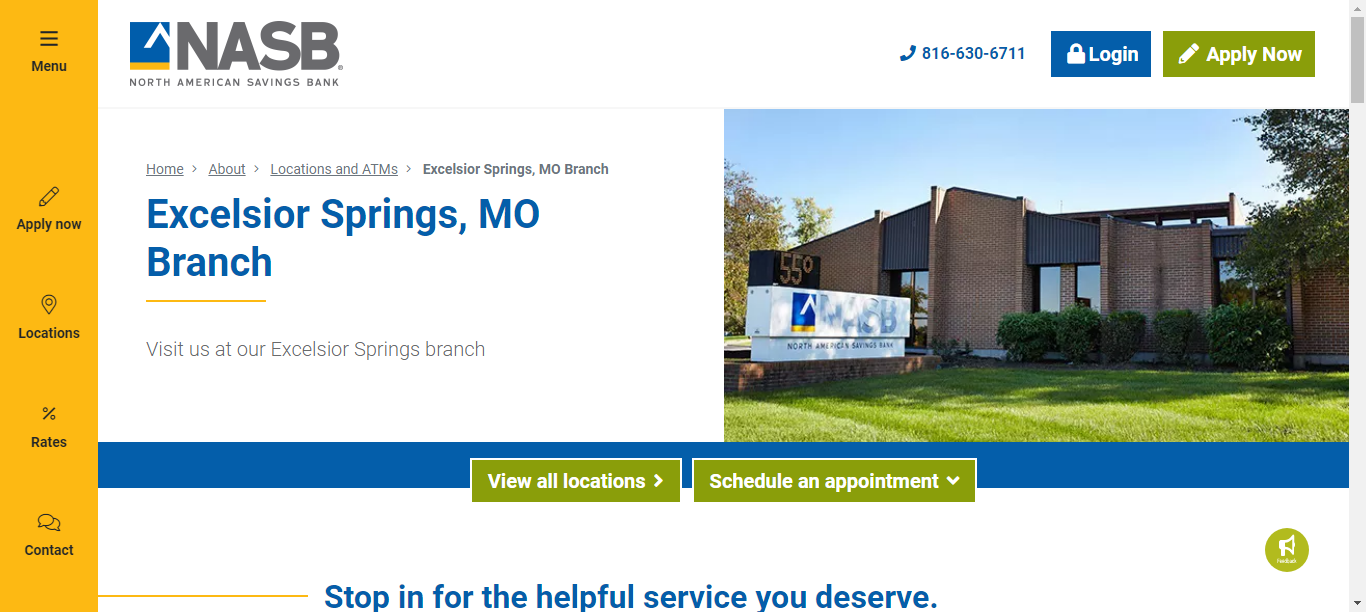 Menu
Apply now
Locations
Rates
Contact
NASB
NORTH AMERICAN SAVINGS BANK
816-630-6711
Login
Apply Now
Home > About > Locations and ATMs > Excelsior Springs, MO Branch
Excelsior Springs, MO
Branch
Visit us at our Excelsior Springs branch
55°
NASB
NORTH AMERICAN SAVINGS BANK
View all locations >
Schedule an appointment
Feedback
Stop in for the helpful service you deserve.